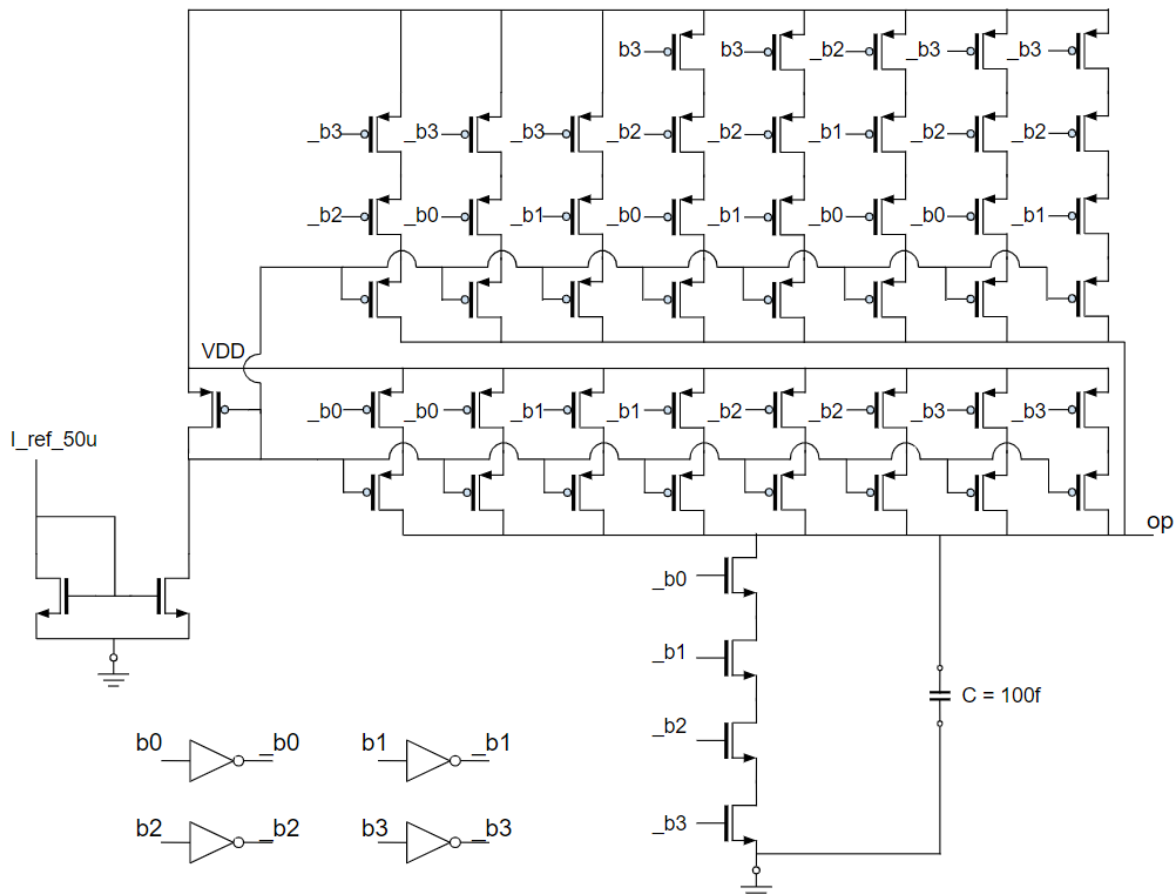 b3 b3 _b2 _b3 _b3
_b3 _b3 _b3 _b2 _b2 _b1 _b2 _b2
_b2 _b0 _b1 _b0 _b1 _b0 _b0 _b1
VDD
_b0 _b0 _b1 _b1 _b2 _b2 _b3 _b3
I_ref_50u
op
_b0
_b1
C = 100f
_b2
b0 _b0 b1 _b1
_b3
b2 _b2 b3 _b3